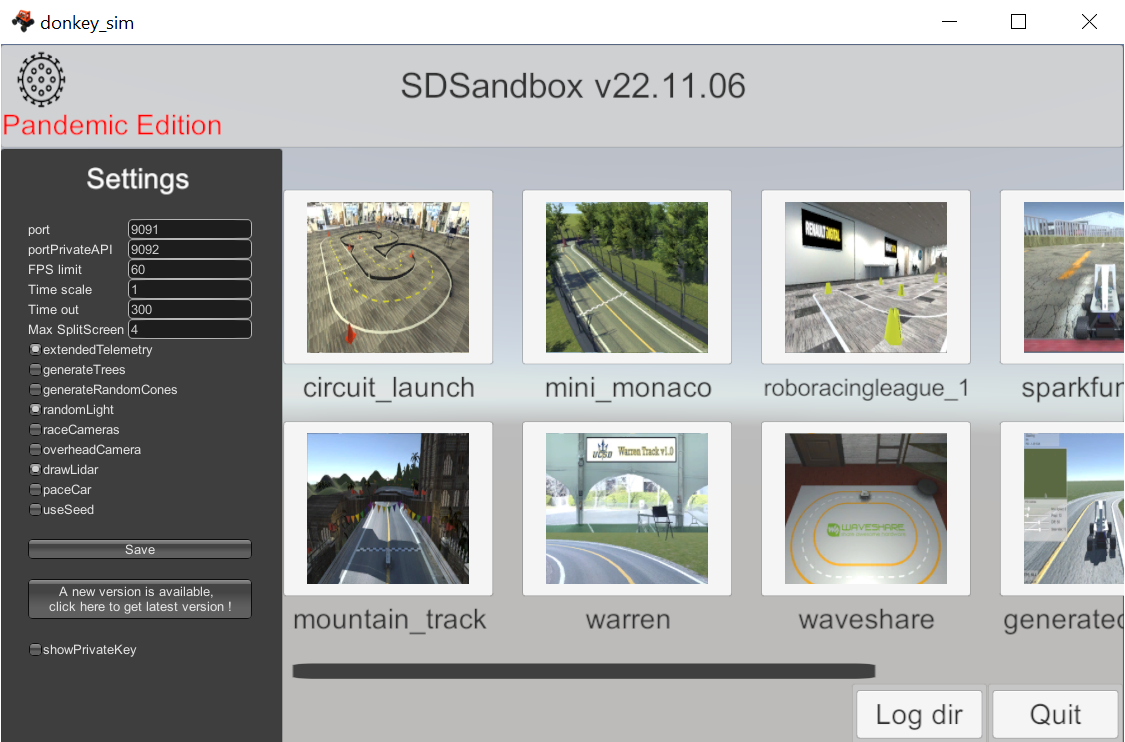 donkey_sim
SDSandbox v22.11.06
Pandemic Edition
Settings
port 9091
portPrivateAPI 9092
FPS limit 60
Time scale 1
Time out 300
Max SplitScreen 4
extendedTelemetry
generateTrees
generateRandomCones
randomLight
raceCameras
overheadCamera
drawLidar
paceCar
useSeed
Save
A new version is available,
click here to get latest version !
showPrivateKey
RENAULT DIGITAL
circuit_launch
mini_monaco
roboracingleague_1
sparkfun
UCSD
Warren Track v1.0
WAVESHARE
mountain_track
warren
waveshare
generated
Log dir
Quit